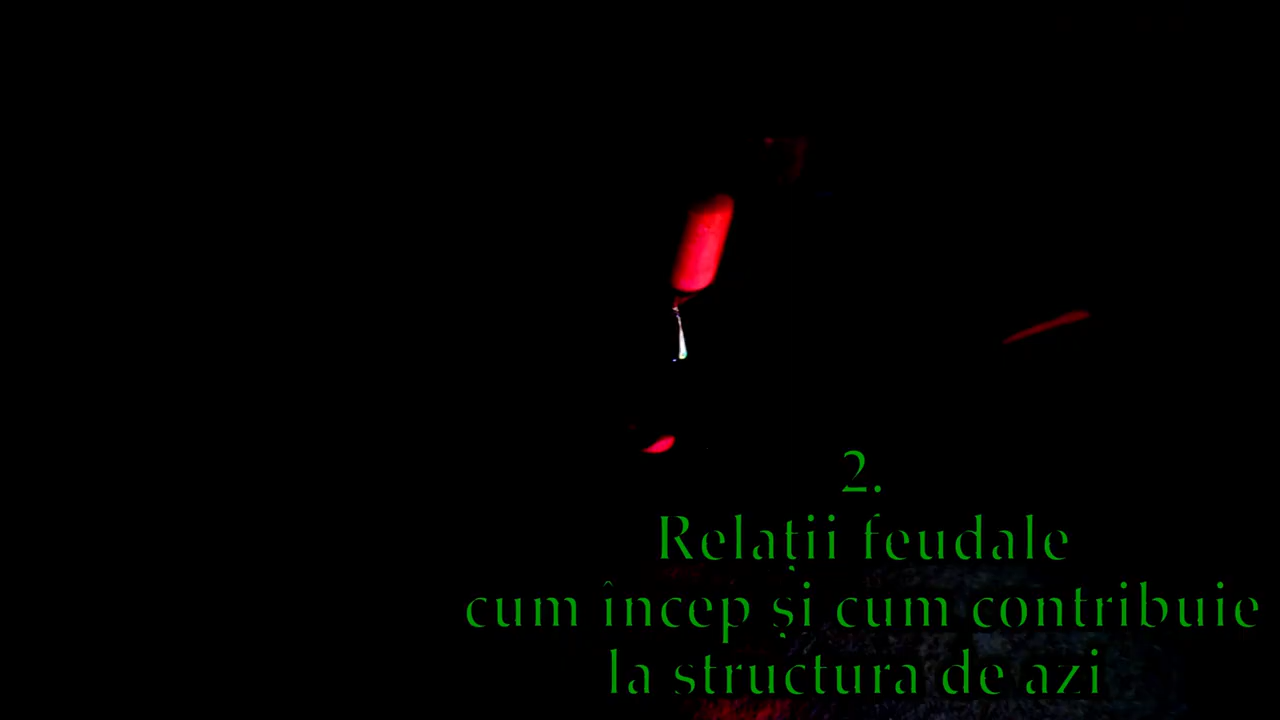 2.
Relații feudale
cum încep și cum contribuie
la structura de azi